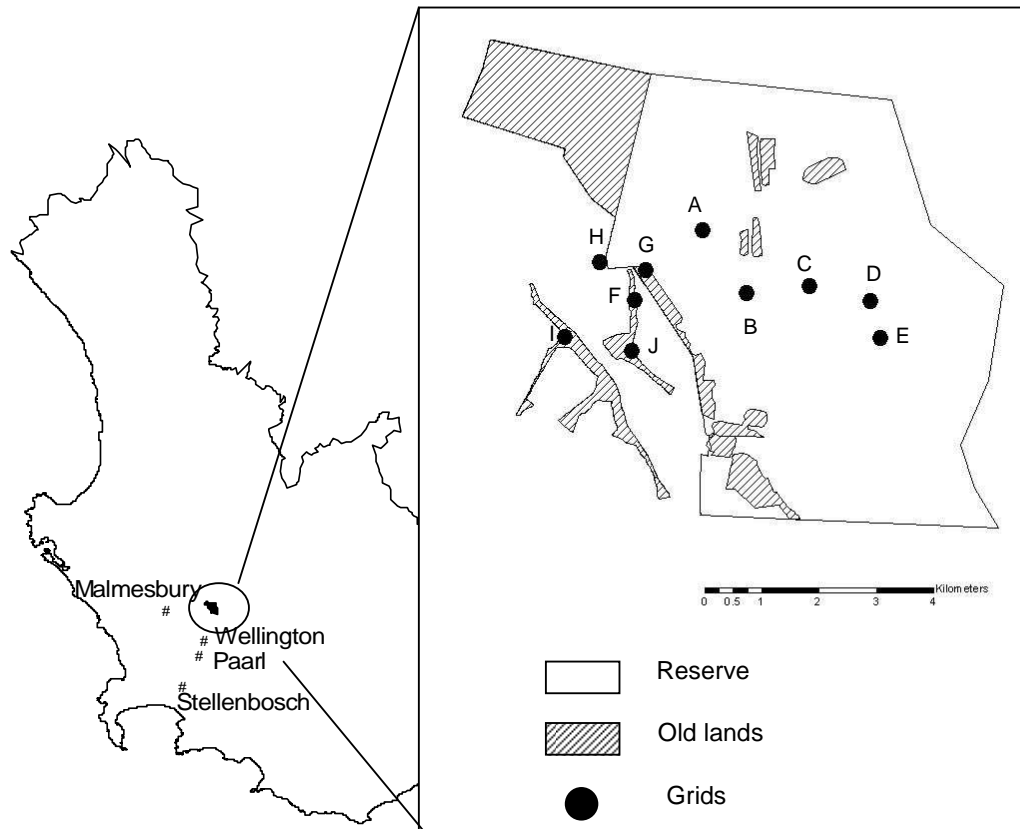 A
H
G
C
D
F
B
E
I
J
Malmesbury
#
#
Wellington
#
Paarl
#
Stellenbosch
Kilometers
0 0.5 1 2 3 4
Reserve
Old lands
Grids